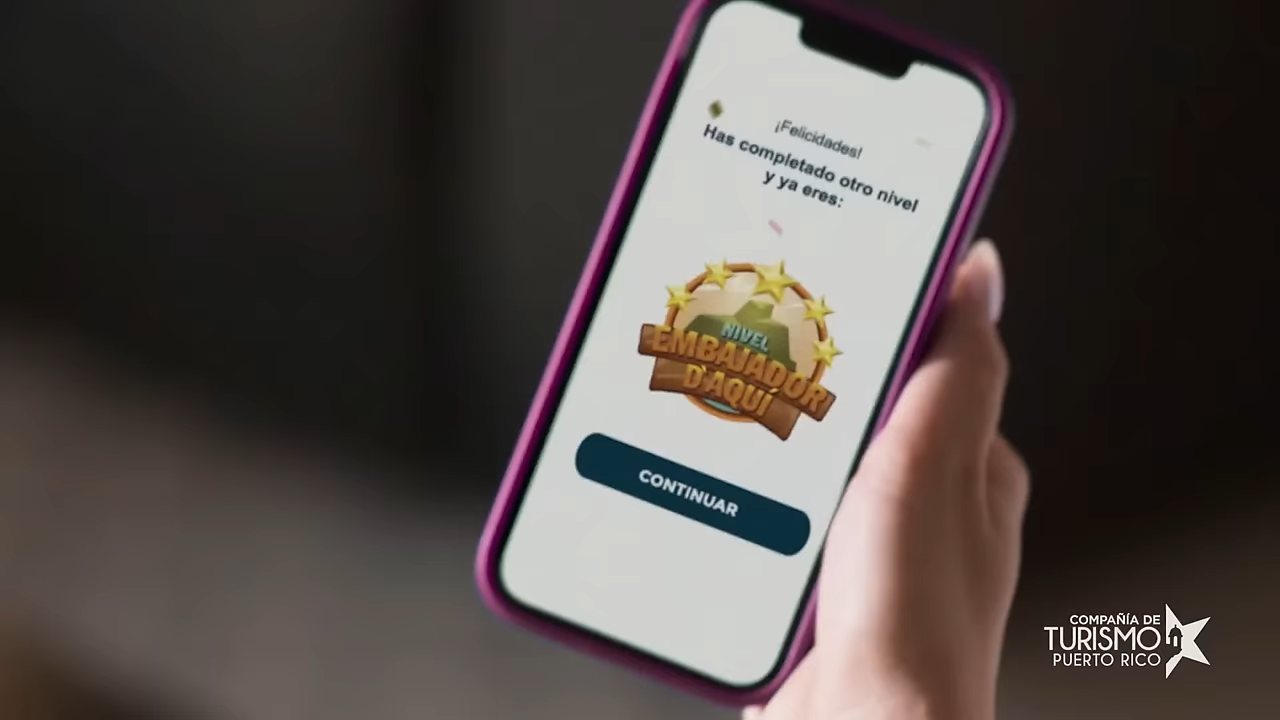 ¡Felicidades!
Has completado otro nivel
y ya eres:
NIVEL
EMBAJADOR
D'AQUÍ
CONTINUAR
COMPAÑÍA DE
TURISMO
PUERTO RICO